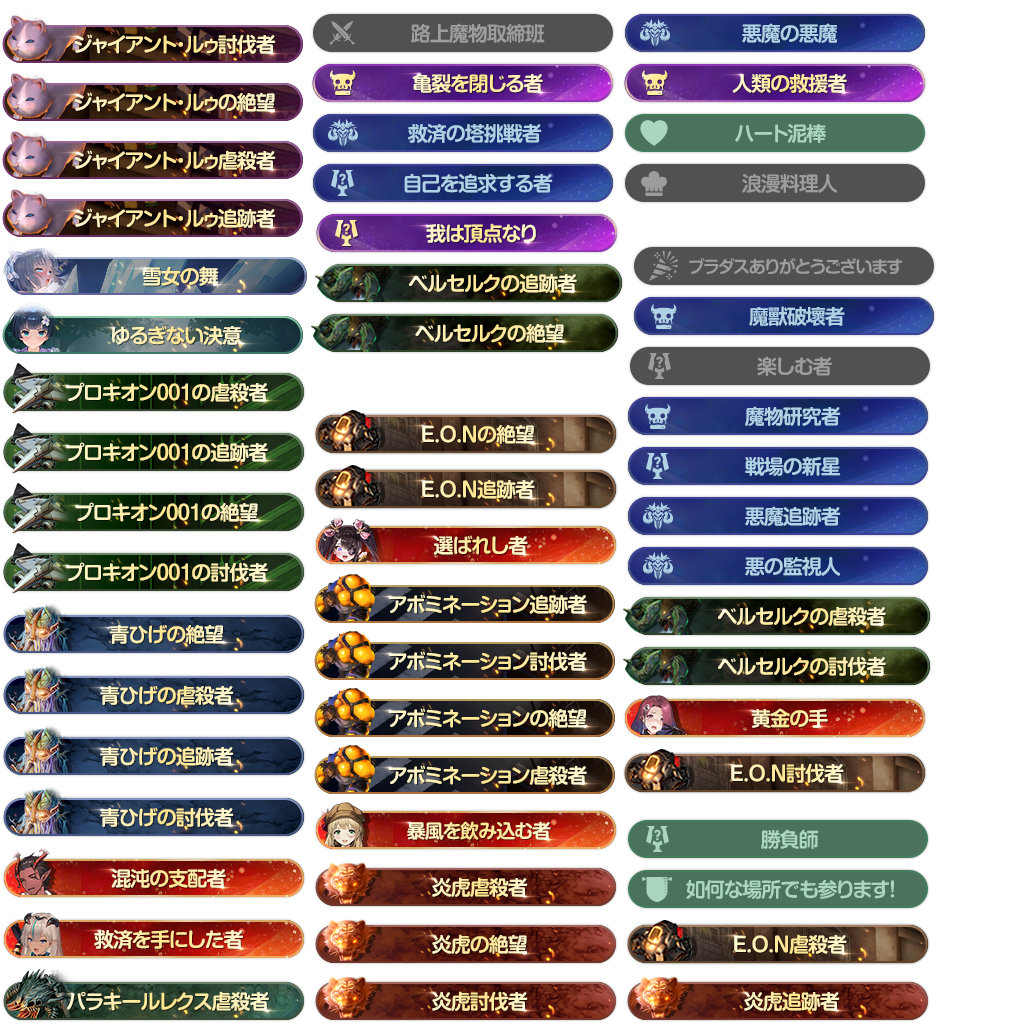 ジャイアント・ルゥ討伐者
ジャイアント・ルゥの絶望
ジャイアント・ルゥ虐殺者
ジャイアント・ルゥ追跡者
雪女の舞
ゆるぎない決意
プロキオン001の虐殺者
プロキオン001の追跡者
プロキオン001の絶望
プロキオン001の討伐者
青ひげの絶望
青ひげの虐殺者
青ひげの追跡者
青ひげの討伐者
混沌の支配者
救済を手にした者
パラキールレクス虐殺者
路上魔物取締班
亀裂を閉じる者
救済の塔挑戦者
自己を追求する者
我は頂点なり
ベルセルクの追跡者
ベルセルクの絶望
E.O.Nの絶望
E.O.N追跡者
選ばれし者
アボミネーション追跡者
アボミネーション討伐者
アボミネーションの絶望
アボミネーション虐殺者
暴風を飲み込む者
炎虎虐殺者
炎虎の絶望
炎虎討伐者
悪魔の悪魔
人類の救援者
ハート泥棒
浪漫料理人
ブラダスありがとうございます
魔獣破壊者
楽しむ者
魔物研究者
戦場の新星
悪魔追跡者
悪の監視人
ベルセルクの虐殺者
ベルセルクの討伐者
黄金の手
E.O.N討伐者
勝負師
如何な場所でも参ります!
E.O.N虐殺者
炎虎追跡者